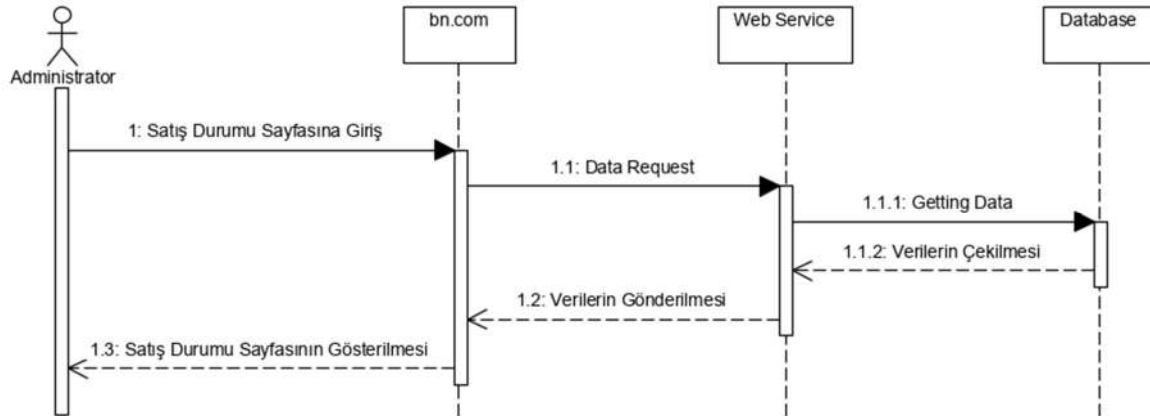 bn.com
Web Service
Database
Administrator
1: Satış Durumu Sayfasına Giriş
1.1: Data Request
1.1.1: Getting Data
1.1.2: Verilerin Çekilmesi
1.2: Verilerin Gönderilmesi
1.3: Satış Durumu Sayfasının Gösterilmesi